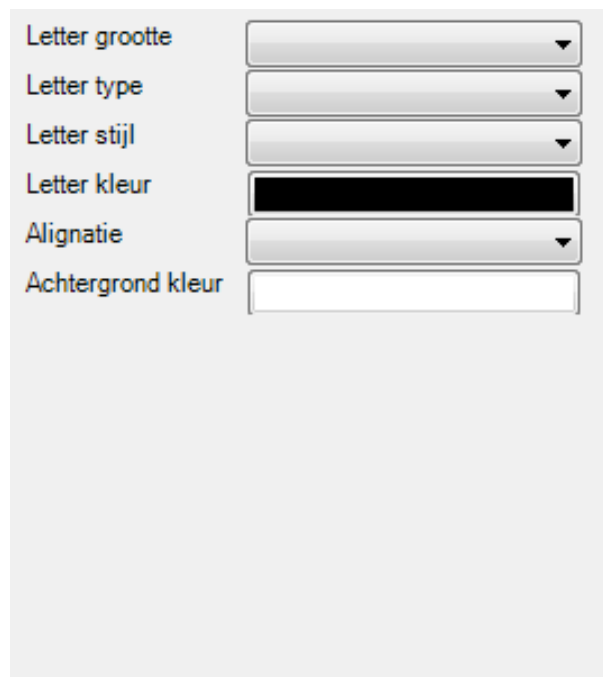 Letter grootte
Letter type
Letter stijl
Letter kleur
Alignatie
Achtergrond kleur